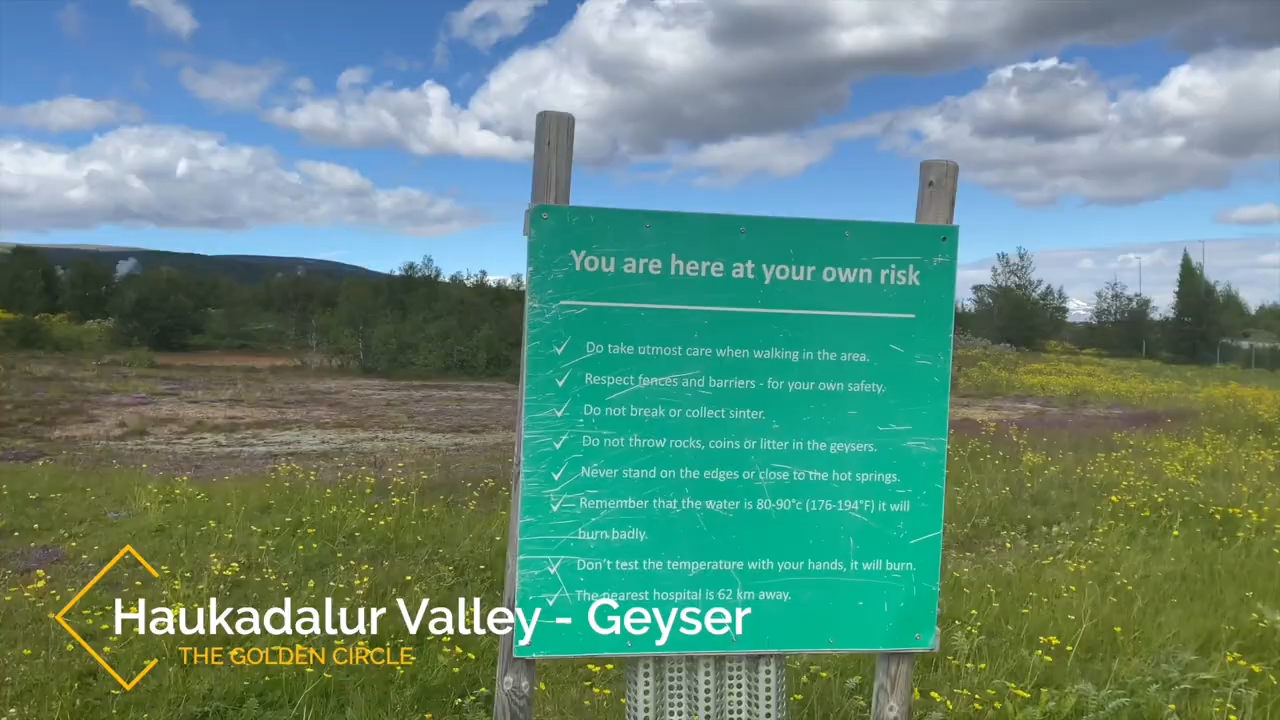 You are here at your own risk
Do take utmost care when walking in the area.
Respect fences and barriers - for your own safety.
Do not break or collect sinter.
Do not throw rocks, coins or litter in the geysers.
Never stand on the edges or close to the hot springs.
Remember that the water is 80-90°c (176-194°F) it will
burn badly.
Don't test the temperature with your hands, it will burn.
The nearest hospital is 62 km away.
Haukadalur Valley - Geyser
THE GOLDEN CIRCLE